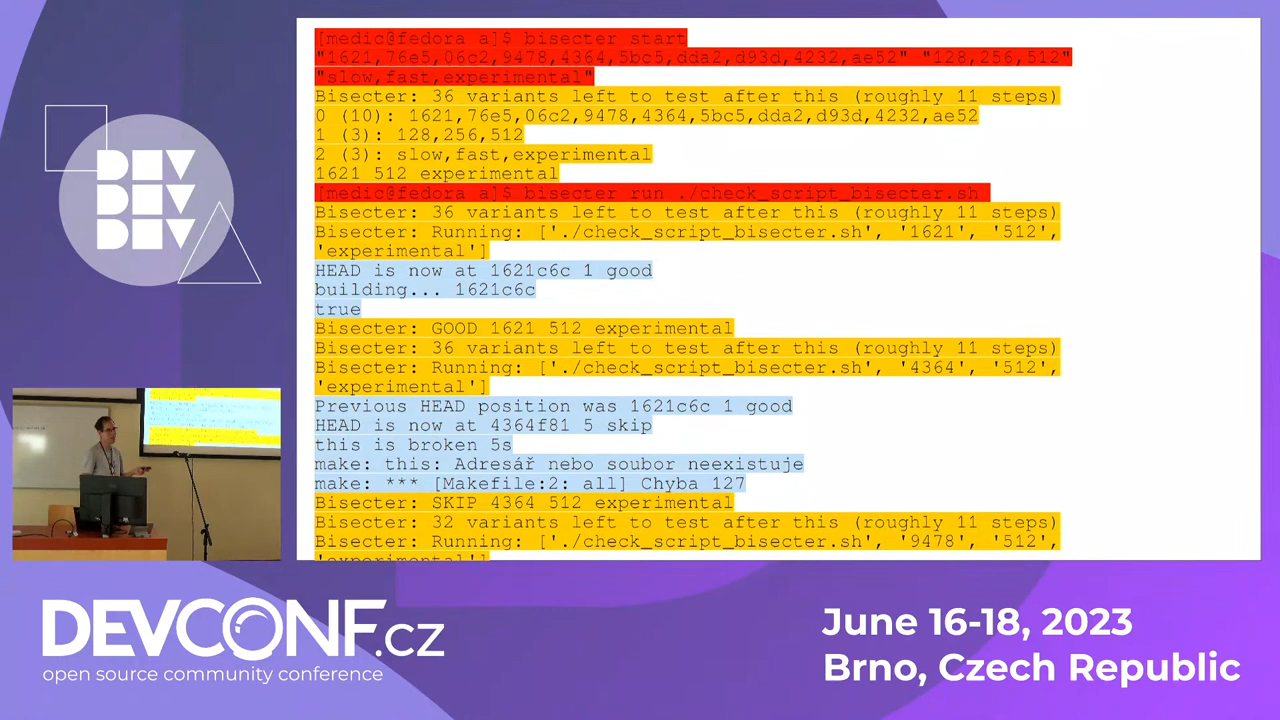 [medic@fedora a]$ bisecter start
"1621,76e5,06c2,9478,4364,5bc5,dda2,d93d,4232,ae52" "128,256,512"
"slow,fast,experimental"
Bisecter: 36 variants left to test after this (roughly 11 steps)
0 (10): 1621,76e5,06c2,9478,4364,5bc5,dda2,d93d,4232,ae52
1 (3): 128,256,512
2 (3): slow,fast,experimental
1621 512 experimental
[medic@fedora a]$ bisecter run ./check_script_bisecter.sh
Bisecter: 36 variants left to test after this (roughly 11 steps)
Bisecter: Running: ['./check_script_bisecter.sh', '1621', '512',
'experimental']
HEAD is now at 1621c6c 1 good
building... 1621c6c
true
Bisecter: GOOD 1621 512 experimental
Bisecter: 36 variants left to test after this (roughly 11 steps)
Bisecter: Running: ['./check_script_bisecter.sh', '4364', '512',
'experimental']
Previous HEAD position was 1621c6c 1 good
HEAD is now at 4364f81 5 skip
this is broken 5s
make: this: Adresář nebo soubor neexistuje
make: *** [Makefile:2: all] Chyba 127
Bisecter: SKIP 4364 512 experimental
Bisecter: 32 variants left to test after this (roughly 11 steps)
Bisecter: Running: ['./check_script_bisecter.sh', '9478', '512',
'experimental']
DEV
DEV
DEV
DEVCONF.cz
open source community conference
June 16-18, 2023
Brno, Czech Republic